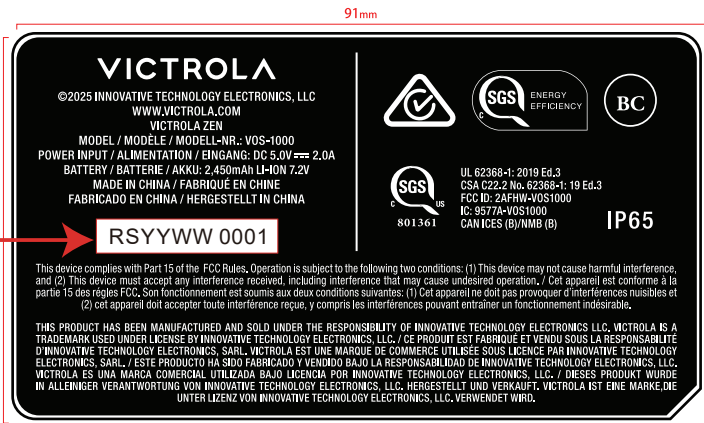 91mm
VICTROLA
©2025 INNOVATIVE TECHNOLOGY ELECTRONICS, LLC
WWW.VICTROLA.COM
VICTROLA ZEN
MODEL / MODÈLE / MODELL-NR.: VOS-1000
POWER INPUT / ALIMENTATION / EINGANG: DC 5.0V ⎓ 2.0A
BATTERY / BATTERIE / AKKU: 2,450mAh LI-ION 7.2V
MADE IN CHINA / FABRIQUÉ EN CHINE
FABRICADO EN CHINA / HERGESTELLT IN CHINA
RSYYWW 0001
SGS
C
ENERGY
EFFICIENCY
BC
SGS
C US
801361
UL 62368-1: 2019 Ed.3
CSA C22.2 No. 62368-1: 19 Ed.3
FCC ID: 2AFHW-VOS1000
IC: 9577A-VOS1000
CAN ICES (B)/NMB (B)
IP65
This device complies with Part 15 of the FCC Rules. Operation is subject to the following two conditions: (1) This device may not cause harmful interference,
and (2) This device must accept any interference received, including interference that may cause undesired operation. / Cet appareil est conforme à la
partie 15 des régles FCC. Son fonctionnement est soumis aux deux conditions suivantes: (1) Cet appareil ne doit pas provoquer d'interférences nuisibles et
(2) cet appareil doit accepter toute interférence reçue, y compris les interférences pouvant entraîner un fonctionnement indésirable.
THIS PRODUCT HAS BEEN MANUFACTURED AND SOLD UNDER THE RESPONSIBILITY OF INNOVATIVE TECHNOLOGY ELECTRONICS LLC. VICTROLA IS A
TRADEMARK USED UNDER LICENSE BY INNOVATIVE TECHNOLOGY ELECTRONICS, LLC. / CE PRODUIT EST FABRIQUÉ ET VENDU SOUS LA RESPONSABILITÉ
D'INNOVATIVE TECHNOLOGY ELECTRONICS, SARL. VICTROLA EST UNE MARQUE DE COMMERCE UTILISÉE SOUS LICENCE PAR INNOVATIVE TECHNOLOGY
ELECTRONICS, SARL. / ESTE PRODUCTO HA SIDO FABRICADO Y VENDIDO BAJO LA RESPONSABILIDAD DE INNOVATIVE TECHNOLOGY ELECTRONICS, LLC.
VICTROLA ES UNA MARCA COMERCIAL UTILIZADA BAJO LICENCIA POR INNOVATIVE TECHNOLOGY ELECTRONICS, LLC. / DIESES PRODUKT WURDE
IN ALLEINIGER VERANTWORTUNG VON INNOVATIVE TECHNOLOGY ELECTRONICS, LLC. HERGESTELLT UND VERKAUFT. VICTROLA IST EINE MARKE,DIE
UNTER LIZENZ VON INNOVATIVE TECHNOLOGY ELECTRONICS, LLC. VERWENDET WIRD.